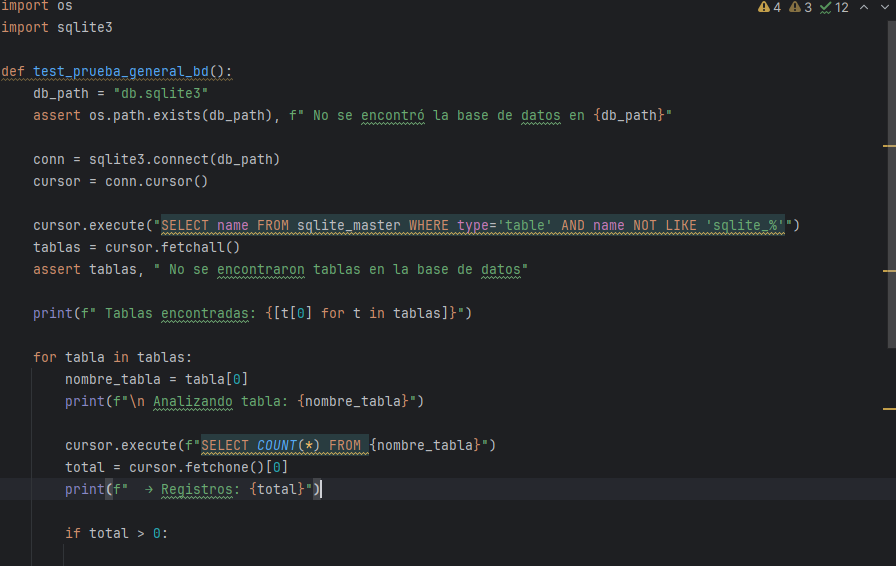 import os
4 3 12
import sqlite3
def test_prueba_general_bd():
    db_path = "db.sqlite3"
    assert os.path.exists(db_path), f" No se encontró la base de datos en {db_path}"
    conn = sqlite3.connect(db_path)
    cursor = conn.cursor()
    cursor.execute("SELECT name FROM sqlite_master WHERE type='table' AND name NOT LIKE 'sqlite_%'")
    tablas = cursor.fetchall()
    assert tablas, " No se encontraron tablas en la base de datos"
    print(f" Tablas encontradas: {[t[0] for t in tablas]}")
    for tabla in tablas:
        nombre_tabla = tabla[0]
        print(f"\n Analizando tabla: {nombre_tabla}")
        cursor.execute(f"SELECT COUNT(*) FROM {nombre_tabla}")
        total = cursor.fetchone()[0]
        print(f"  → Registros: {total}")
        if total > 0: